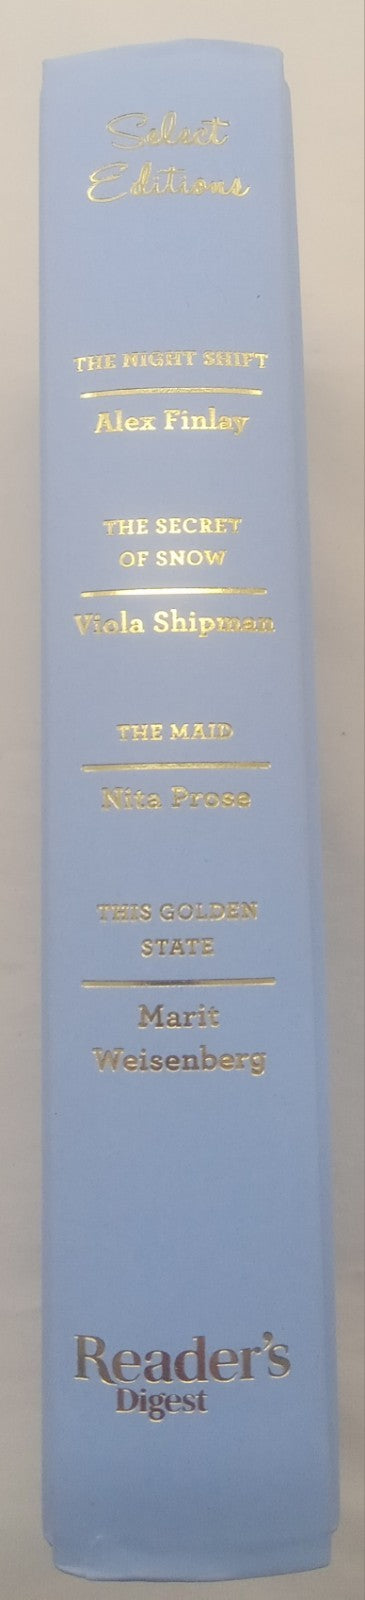 Select
Editions
THE NIGHT SHIFT
Alex Finlay
THE SECRET
OF SNOW
Viola Shipman
THE MAID
Nita Prose
THIS GOLDEN
STATE
Marit
Weisenberg
Reader's
Digest